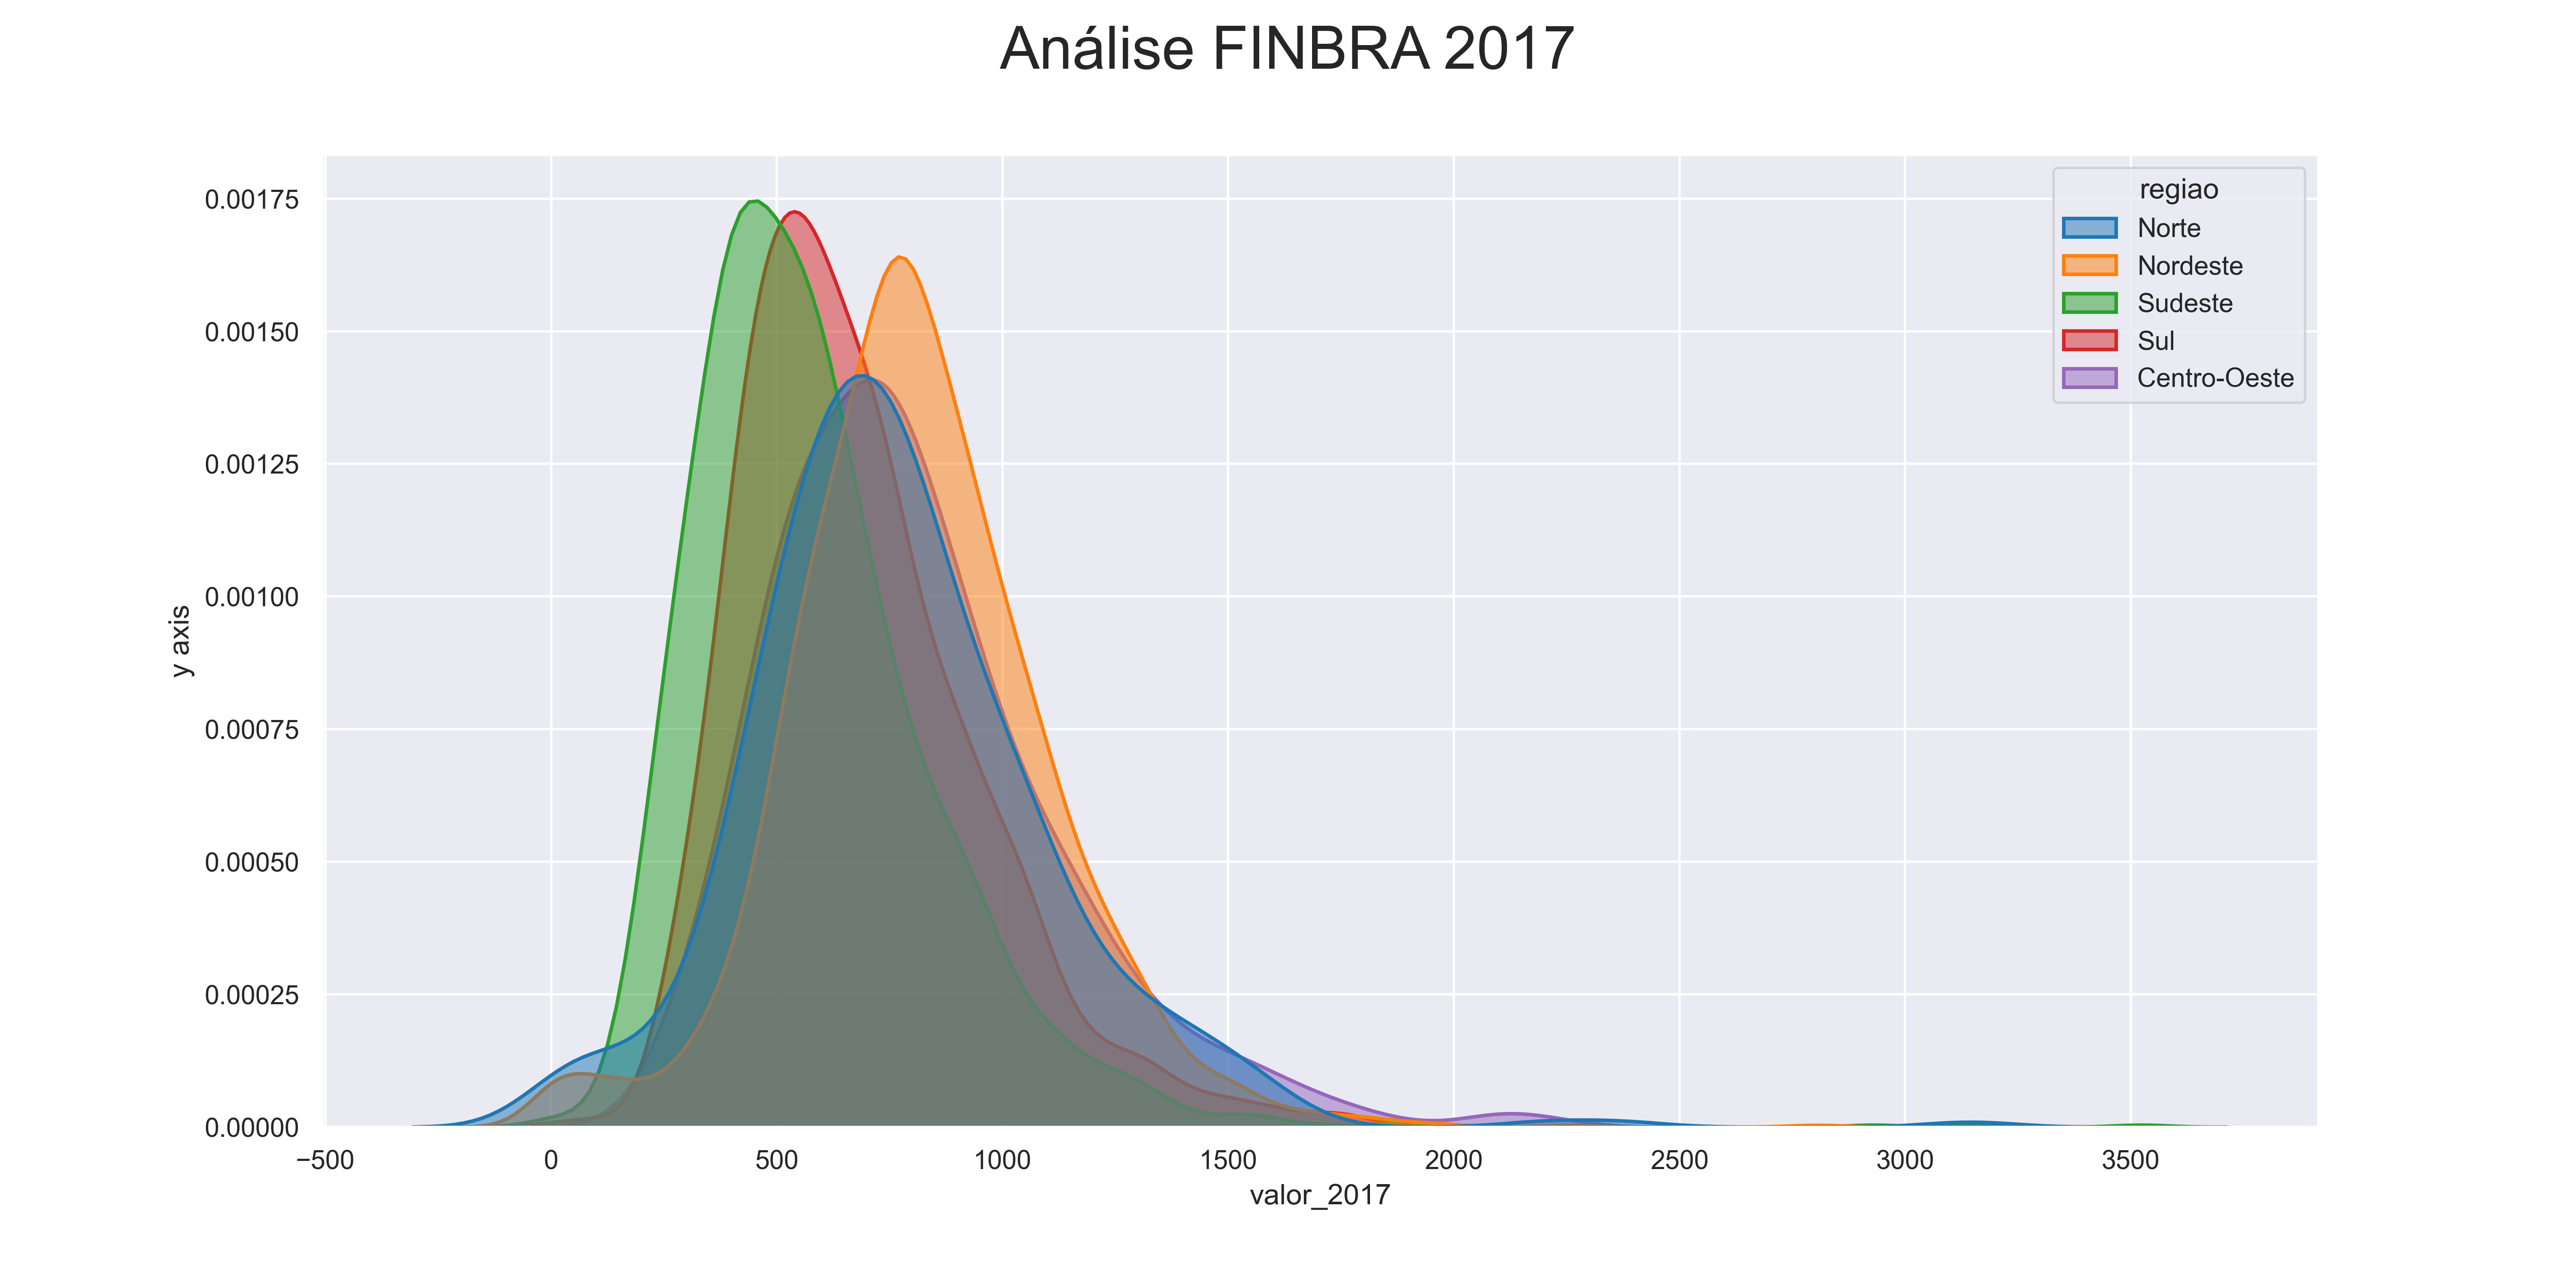 Análise FINBRA 2017
regiao
Norte
Nordeste
Sudeste
Sul
Centro-Oeste
0.00175
0.00150
0.00125
0.00100
0.00075
0.00050
0.00025
0.00000
y axis
−500 0 500 1000 1500 2000 2500 3000 3500
valor_2017